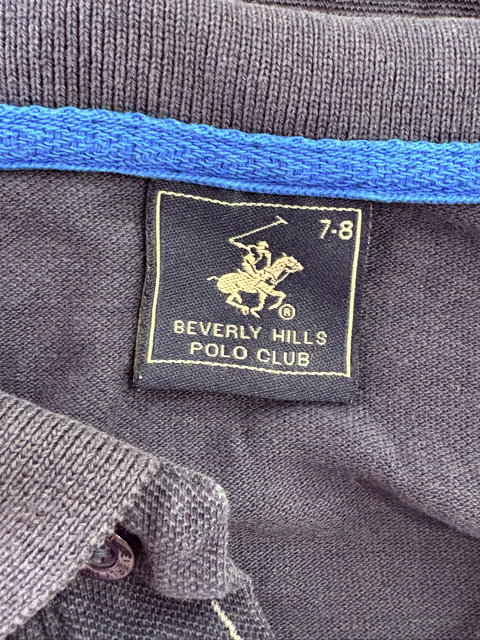 7-8
®
BEVERLY HILLS
POLO CLUB